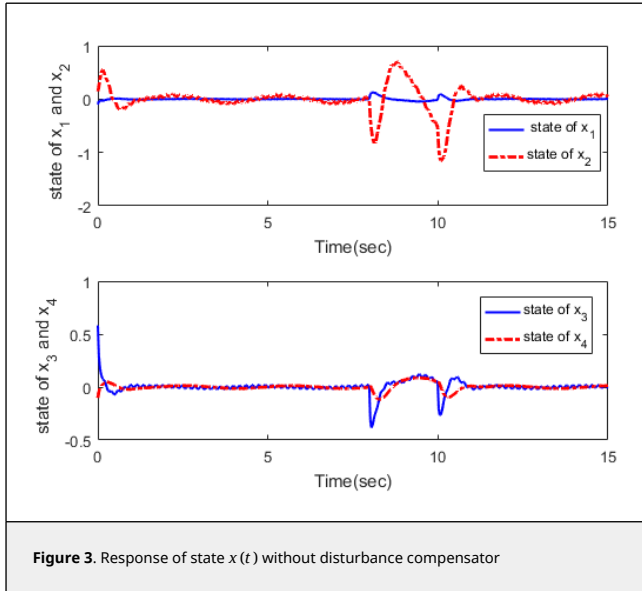 1
0
-1
-2
state of x₁ and x₂
state of x₁
state of x₂
0
5
10
15
Time(sec)
1
0.5
0
-0.5
state of x₃ and x₄
state of x₃
state of x₄
0
5
10
15
Time(sec)
Figure 3. Response of state x(t) without disturbance compensator